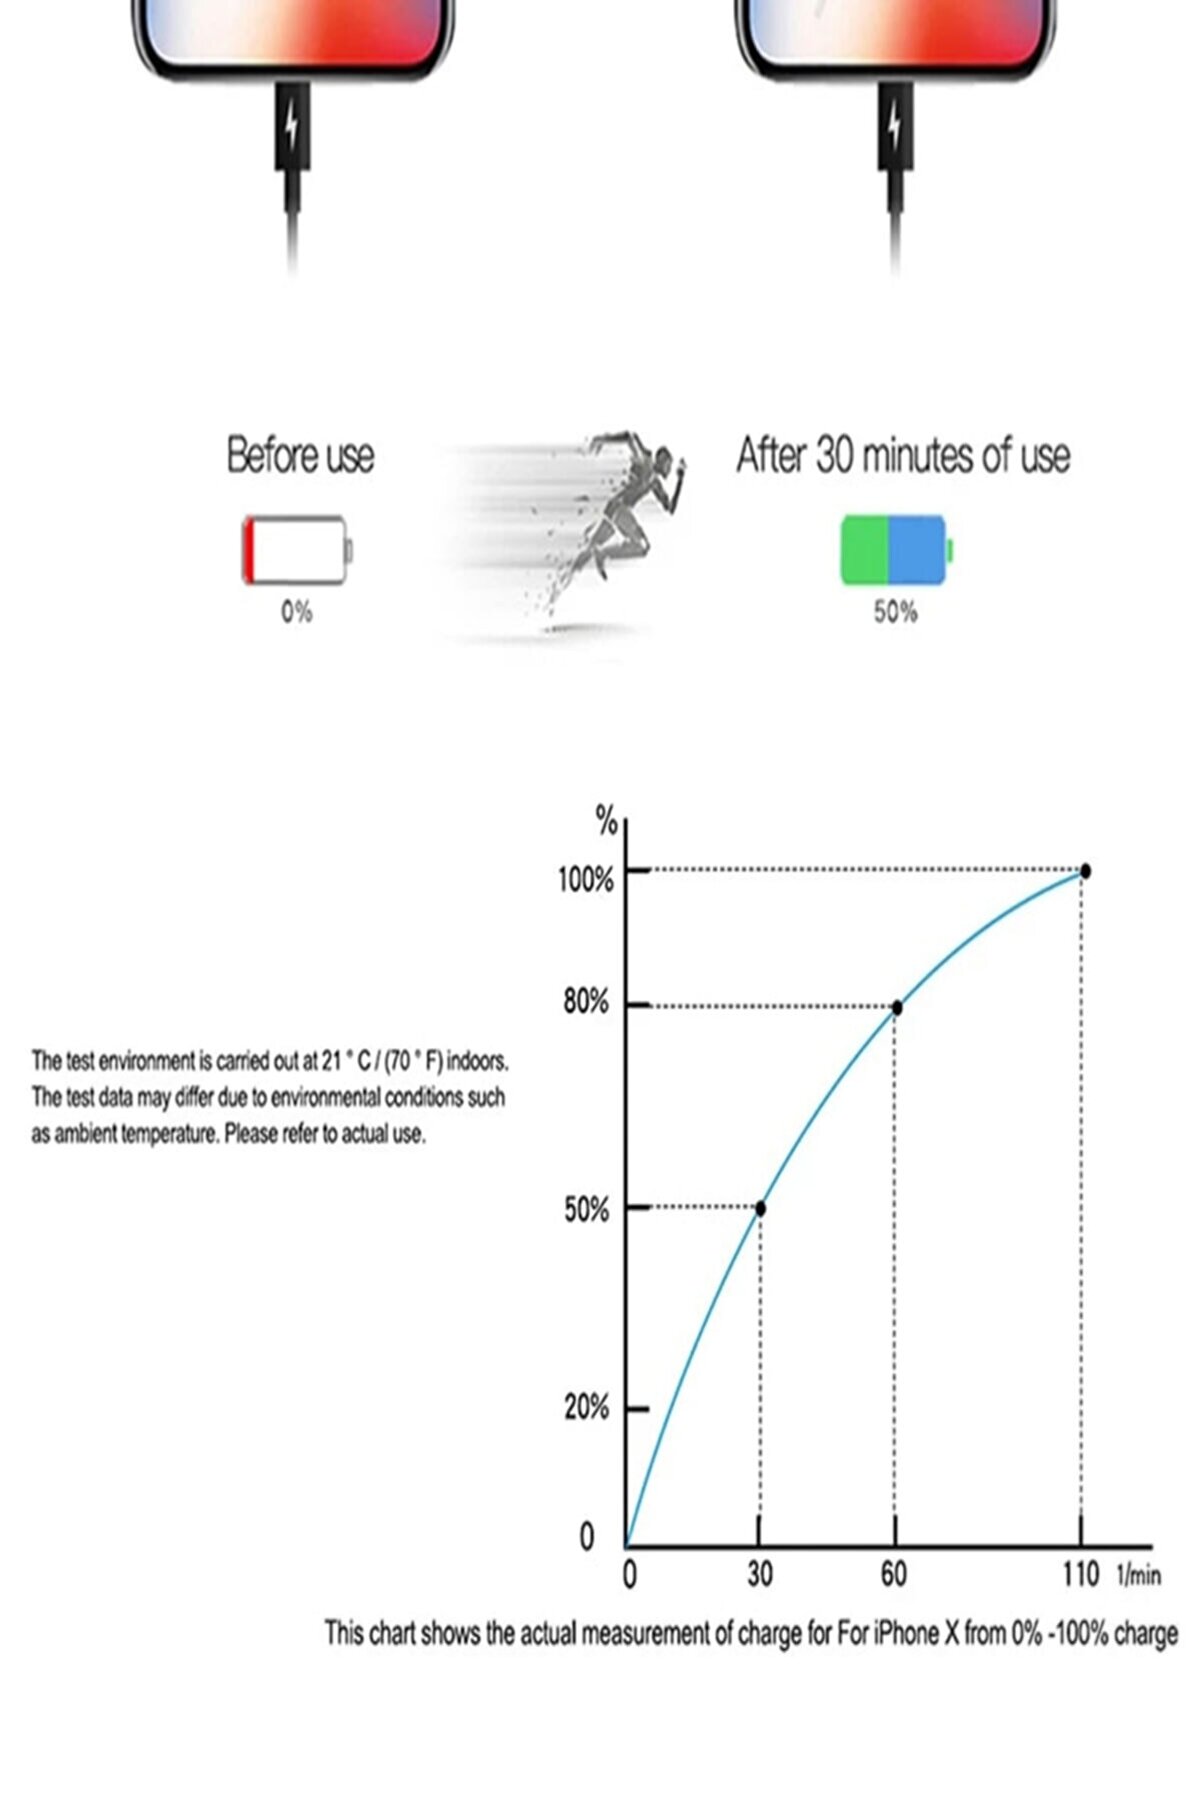 Before use
After 30 minutes of use
0%
50%
%
100%
80%
The test environment is carried out at 21 ° C / (70 ° F) indoors.
The test data may differ due to environmental conditions such
as ambient temperature. Please refer to actual use.
50%
20%
0
0 30 60 110 1/min
This chart shows the actual measurement of charge for For iPhone X from 0% -100% charge